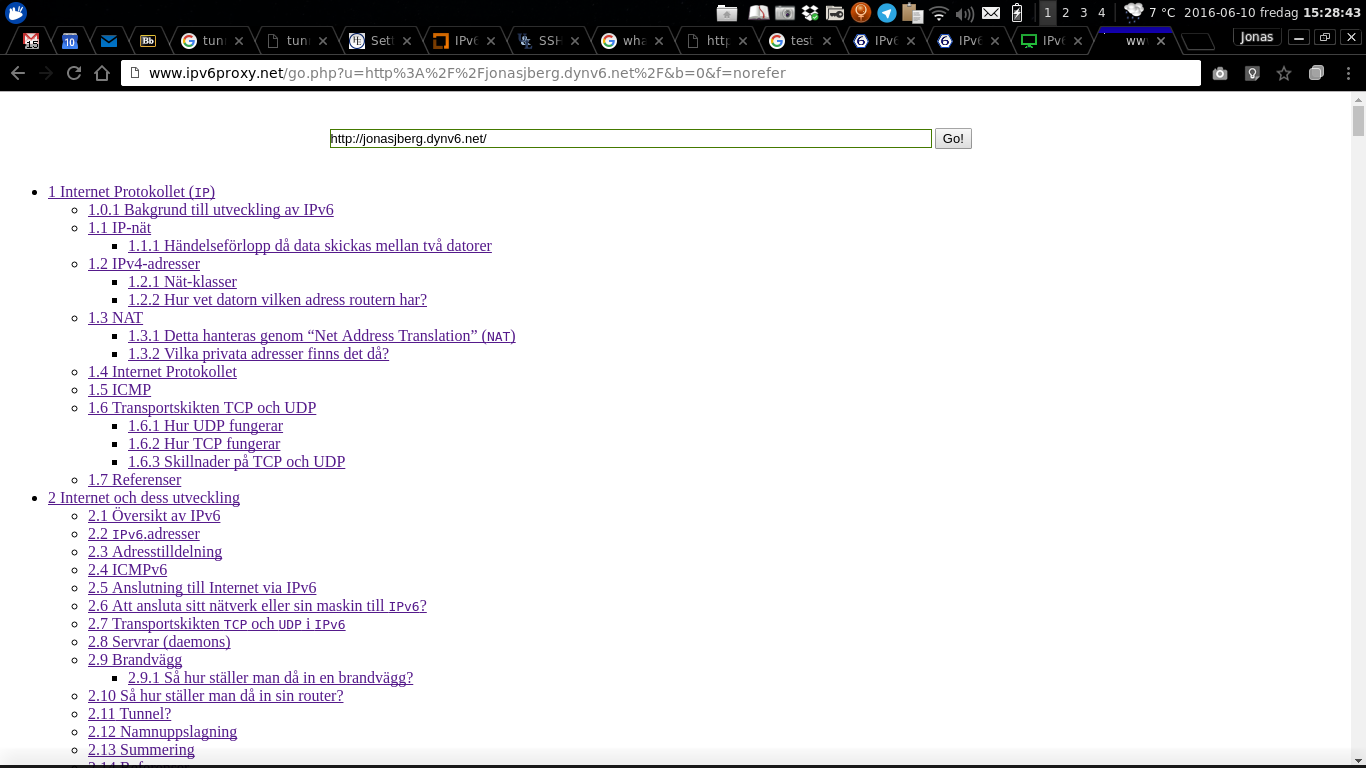 1 2 3 4 7 °C 2016-06-10 fredag 15:28:43
15 10 Bb tun tun Set IPv6 SSH wha http test IPv6 IPv6 IPv6 ww Jonas
www.ipv6proxy.net/go.php?u=http%3A%2F%2Fjonasjberg.dynv6.net%2F&b=0&f=norefer
http://jonasjberg.dynv6.net/ Go!
1 Internet Protokollet (IP)
1.0.1 Bakgrund till utveckling av IPv6
1.1 IP-nät
1.1.1 Händelseförlopp då data skickas mellan två datorer
1.2 IPv4-adresser
1.2.1 Nät-klasser
1.2.2 Hur vet datorn vilken adress routern har?
1.3 NAT
1.3.1 Detta hanteras genom “Net Address Translation” (NAT)
1.3.2 Vilka privata adresser finns det då?
1.4 Internet Protokollet
1.5 ICMP
1.6 Transportskikten TCP och UDP
1.6.1 Hur UDP fungerar
1.6.2 Hur TCP fungerar
1.6.3 Skillnader på TCP och UDP
1.7 Referenser
2 Internet och dess utveckling
2.1 Översikt av IPv6
2.2 IPv6.adresser
2.3 Adresstilldelning
2.4 ICMPv6
2.5 Anslutning till Internet via IPv6
2.6 Att ansluta sitt nätverk eller sin maskin till IPv6?
2.7 Transportskikten TCP och UDP i IPv6
2.8 Servrar (daemons)
2.9 Brandvägg
2.9.1 Så hur ställer man då in en brandvägg?
2.10 Så hur ställer man då in sin router?
2.11 Tunnel?
2.12 Namnuppslagning
2.13 Summering